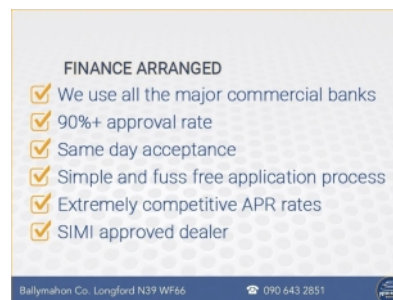 FINANCE ARRANGED
We use all the major commercial banks
90%+ approval rate
Same day acceptance
Simple and fuss free application process
Extremely competitive APR rates
SIMI approved dealer
Ballymahon Co. Longford N39 WF66 090 643 2851